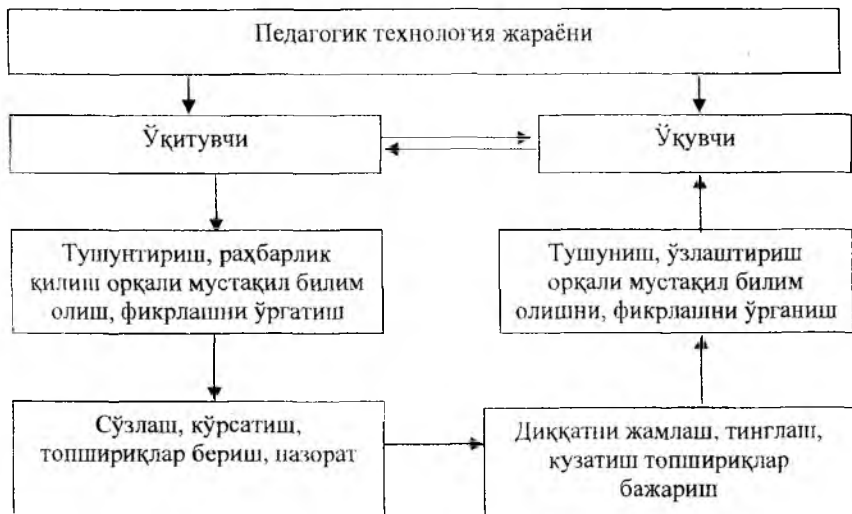 Педагогик технология жараёни
Ўқитувчи
Ўқувчи
Тушунтириш, раҳбарлик
қилиш орқали мустақил билим
олиш, фикрлашни ўргатиш
Тушуниш, ўзлаштириш
орқали мустақил билим
олишни, фикрлашни ўрганиш
Сўзлаш, кўрсатиш,
топшириқлар бериш, назорат
Диққатни жамлаш, тинглаш,
кузатиш топшириқлар
бажариш